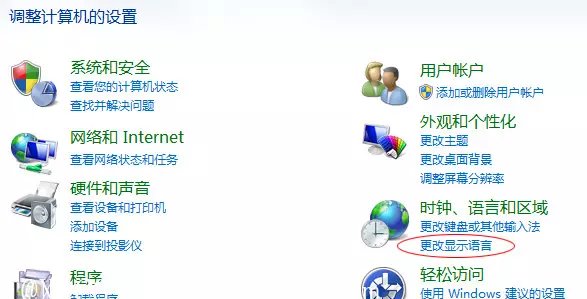 调整计算机的设置
系统和安全
查看您的计算机状态
查找并解决问题
网络和 Internet
查看网络状态和任务
硬件和声音
查看设备和打印机
添加设备
连接到投影仪
程序
卸载程序
用户帐户
添加或删除用户帐户
外观和个性化
更改主题
更改桌面背景
调整屏幕分辨率
时钟、语言和区域
更改键盘或其他输入法
更改显示语言
轻松访问
使用 Windows 建议的设置